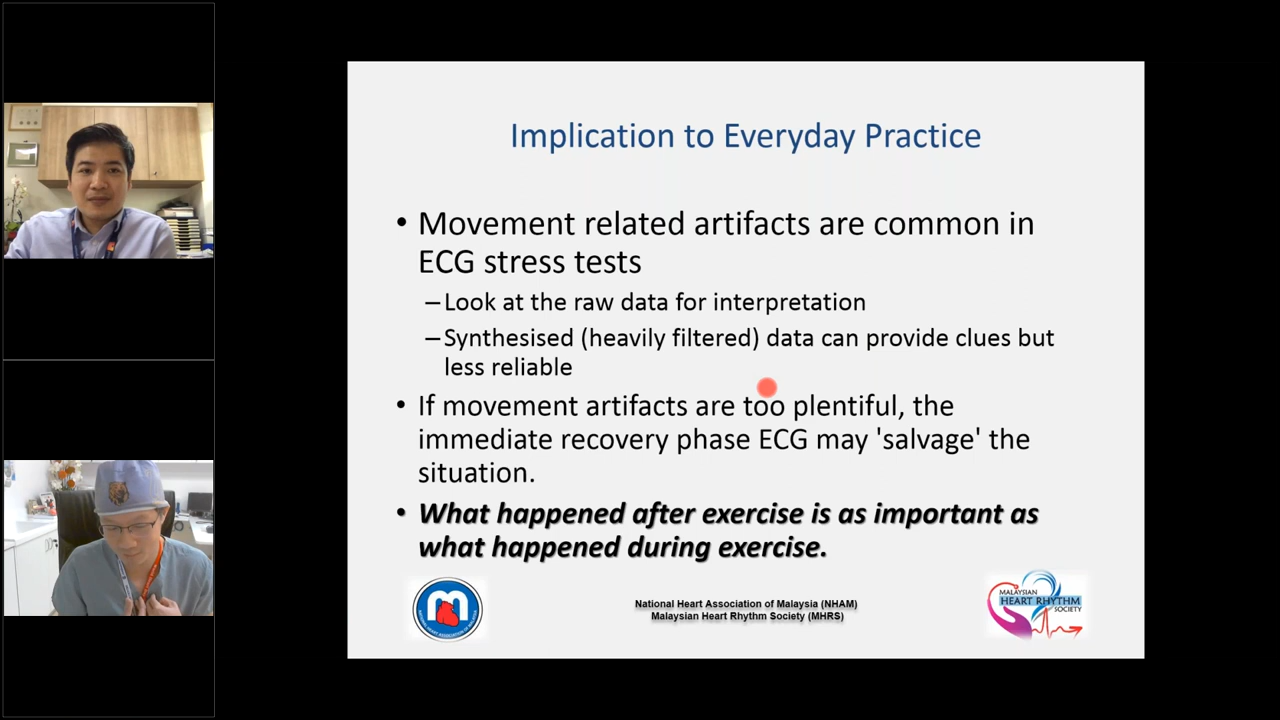 Implication to Everyday Practice
• Movement related artifacts are common in
ECG stress tests
–Look at the raw data for interpretation
–Synthesised (heavily filtered) data can provide clues but
less reliable
• If movement artifacts are too plentiful, the
immediate recovery phase ECG may 'salvage' the
situation.
• What happened after exercise is as important as
what happened during exercise.
National Heart Association of Malaysia (NHAM)
Malaysian Heart Rhythm Society (MHRS)
MALAYSIAN
HEART RHYTHM
SOCIETY